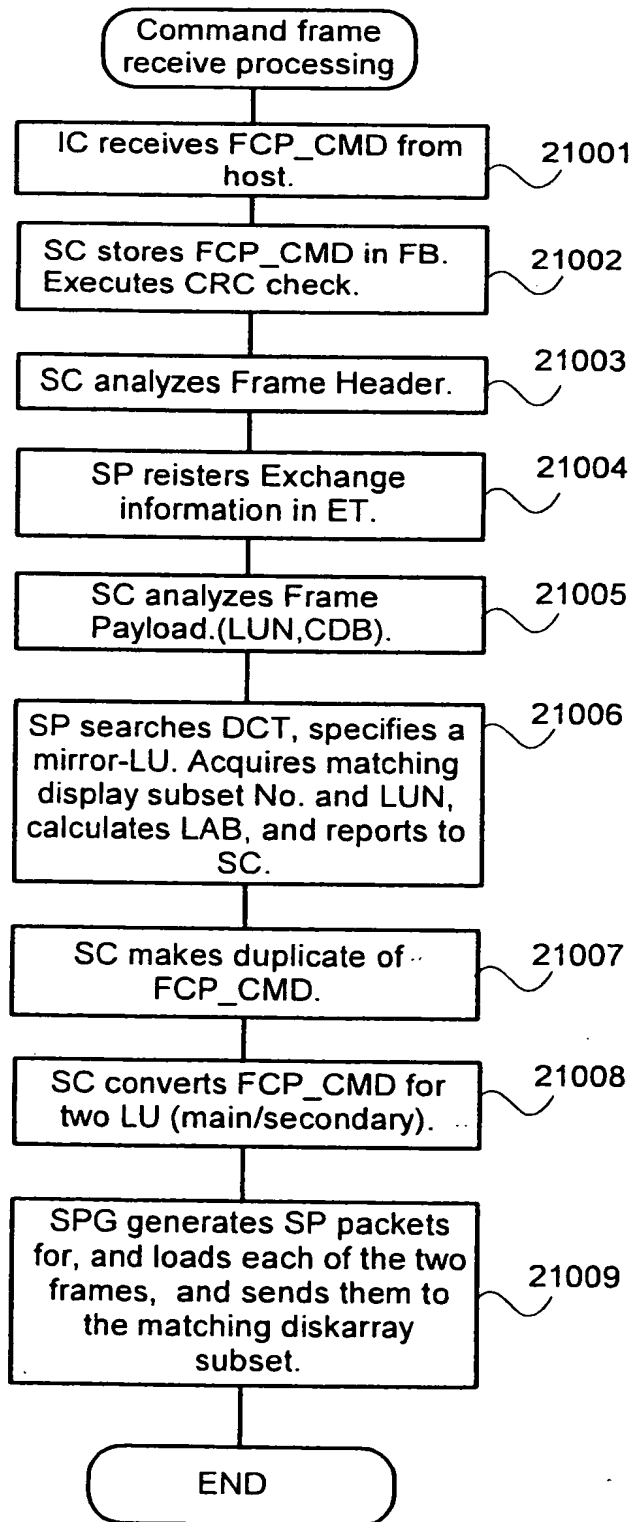 Command frame
receive processing
IC receives FCP_CMD from
host.
21001
SC stores FCP_CMD in FB.
Executes CRC check.
21002
SC analyzes Frame Header.
21003
SP reisters Exchange
information in ET.
21004
SC analyzes Frame
Payload.(LUN,CDB).
21005
SP searches DCT, specifies a
mirror-LU. Acquires matching
display subset No. and LUN,
calculates LAB, and reports to
SC.
21006
SC makes duplicate of
FCP_CMD.
21007
SC converts FCP_CMD for
two LU (main/secondary).
21008
SPG generates SP packets
for, and loads each of the two
frames, and sends them to
the matching diskarray
subset.
21009
END